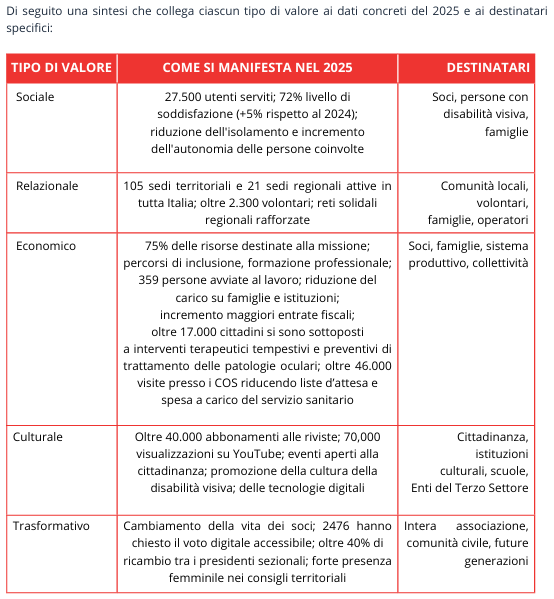 Di seguito una sintesi che collega ciascun tipo di valore ai dati concreti del 2025 e ai destinatari
specifici:
TIPO DI VALORE COME SI MANIFESTA NEL 2025 DESTINATARI
Sociale
27.500 utenti serviti; 72% livello di
soddisfazione (+5% rispetto al 2024);
riduzione dell'isolamento e incremento
dell'autonomia delle persone coinvolte
Soci, persone con
disabilità visiva,
famiglie
Relazionale
105 sedi territoriali e 21 sedi regionali attive in
tutta Italia; oltre 2.300 volontari; reti solidali
regionali rafforzate
Comunità locali,
volontari,
famiglie, operatori
Economico
75% delle risorse destinate alla missione;
percorsi di inclusione, formazione professionale;
359 persone avviate al lavoro; riduzione del
carico su famiglie e istituzioni;
incremento maggiori entrate fiscali;
oltre 17.000 cittadini si sono sottoposti
a interventi terapeutici tempestivi e preventivi di
trattamento delle patologie oculari; oltre 46.000
visite presso i COS riducendo liste d’attesa e
spesa a carico del servizio sanitario
Soci, famiglie, sistema
produttivo, collettività
Culturale
Oltre 40.000 abbonamenti alle riviste; 70,000
visualizzazioni su YouTube; eventi aperti alla
cittadinanza; promozione della cultura della
disabilità visiva; delle tecnologie digitali
Cittadinanza,
istituzioni
culturali, scuole,
Enti del Terzo Settore
Trasformativo
Cambiamento della vita dei soci; 2476 hanno
chiesto il voto digitale accessibile; oltre 40% di
ricambio tra i presidenti sezionali; forte presenza
femminile nei consigli territoriali
Intera associazione,
comunità civile, future
generazioni